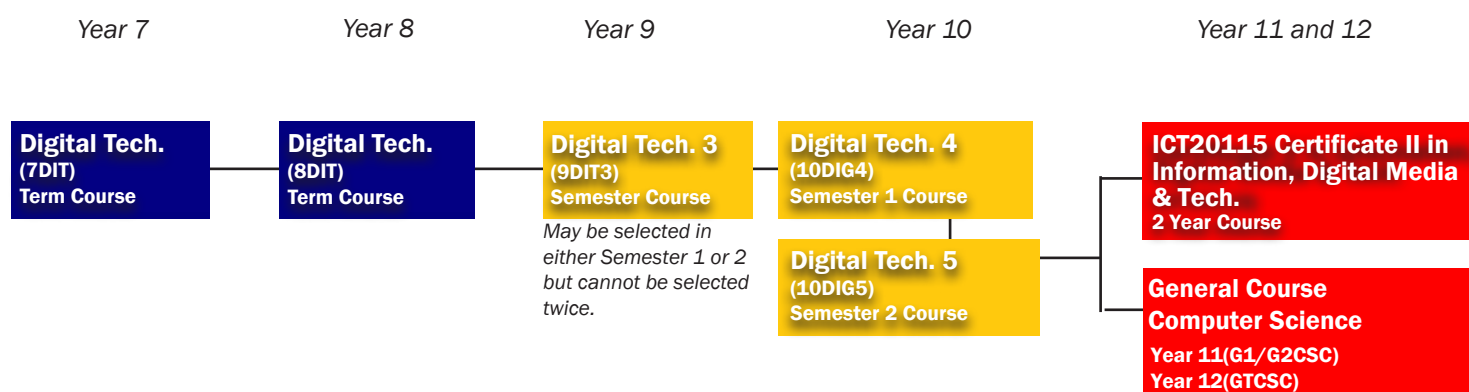 Year 7
Year 8
Year 9
Year 10
Year 11 and 12
Digital Tech.
(7DIT)
Term Course
Digital Tech.
(8DIT)
Term Course
Digital Tech. 3
(9DIT3)
Semester Course
May be selected in
either Semester 1 or 2
but cannot be selected
twice.
Digital Tech. 4
(10DIG4)
Semester 1 Course
Digital Tech. 5
(10DIG5)
Semester 2 Course
ICT20115 Certificate II in
Information, Digital Media
& Tech.
2 Year Course
General Course
Computer Science
Year 11(G1/G2CSC)
Year 12(GTCSC)